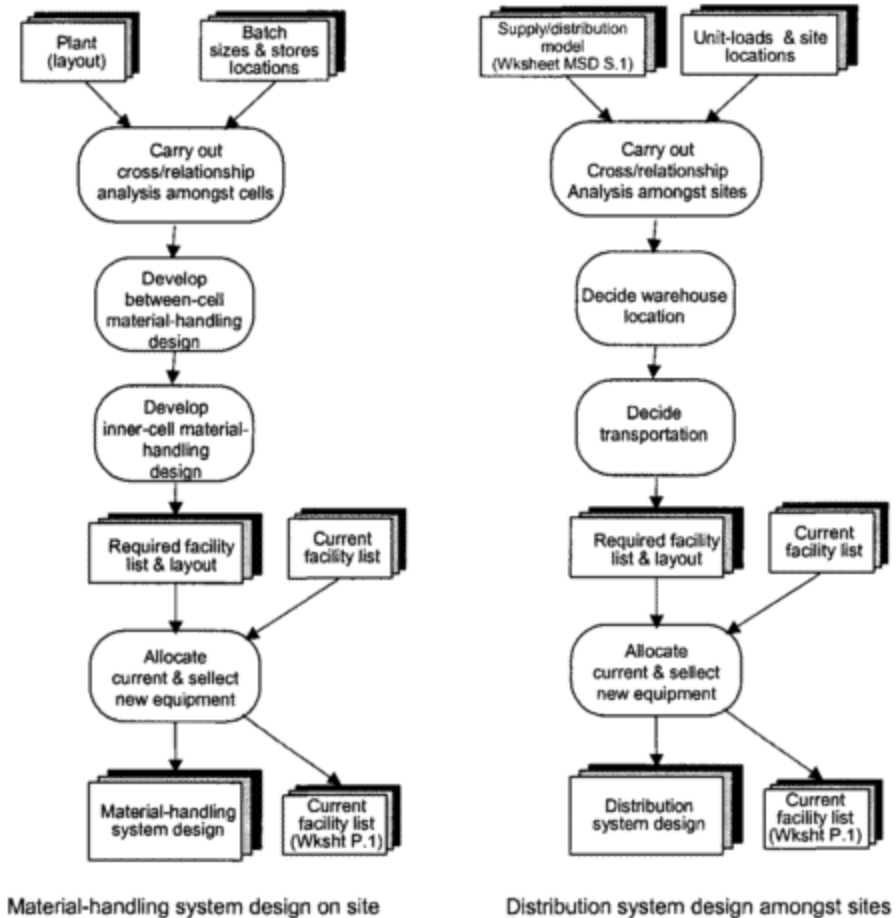 Plant
(layout)
Batch
sizes & stores
locations
Carry out
cross/relationship
analysis amongst cells
Develop
between-cell
material-handling
design
Develop
inner-cell material-
handling
design
Required facility
list & layout
Current
facility list
Allocate
current & sellect
new equipment
Material-handling
system design
Current
facility list
(Wksht P.1)
Material-handling system design on site
Supply/distribution
model
(Wksheet MSD S.1)
Unit-loads & site
locations
Carry out
Cross/relationship
Analysis amongst sites
Decide warehouse
location
Decide
transportation
Required facility
list & layout
Current
facility list
Allocate
current & sellect
new equipment
Distribution
system design
Current
facility list
(Wksht P.1)
Distribution system design amongst sites